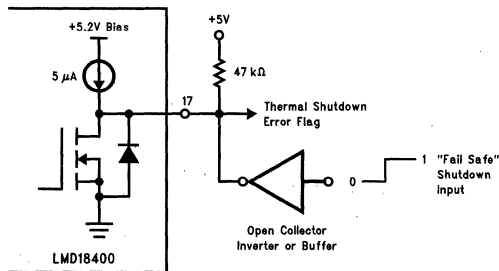 +5.2V Bias
5 μA
17
+5V
47 kΩ
Thermal Shutdown
Error Flag
0
1
"Fail Safe"
Shutdown
Input
Open Collector
Inverter or Buffer
LMD18400